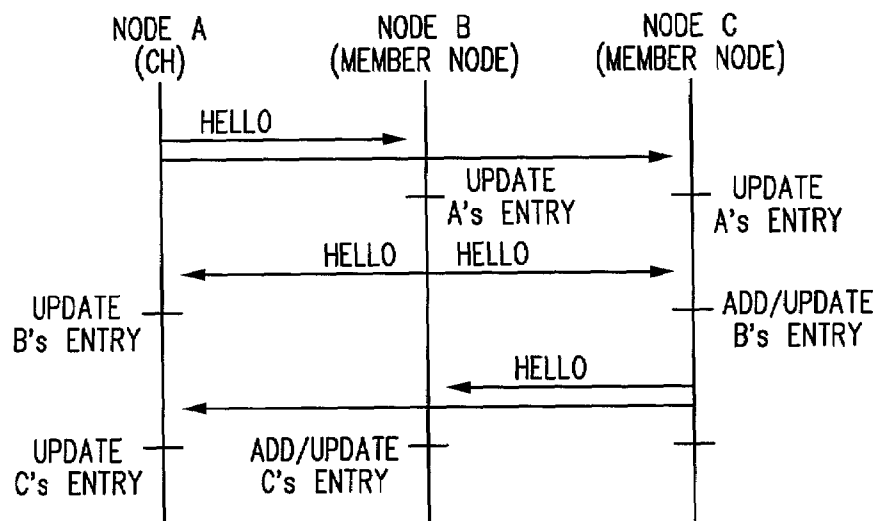 NODE A
(CH)
NODE B
(MEMBER NODE)
NODE C
(MEMBER NODE)
HELLO
UPDATE
A's ENTRY
UPDATE
A's ENTRY
HELLO
HELLO
UPDATE
B's ENTRY
ADD/UPDATE
B's ENTRY
HELLO
UPDATE
C's ENTRY
ADD/UPDATE
C's ENTRY